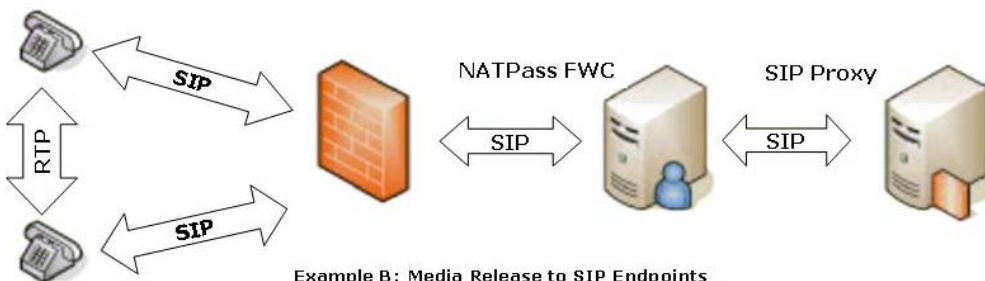 SIP
NATPass FWC
SIP Proxy
RTP
SIP
SIP
SIP
Example B: Media Release to SIP Endpoints